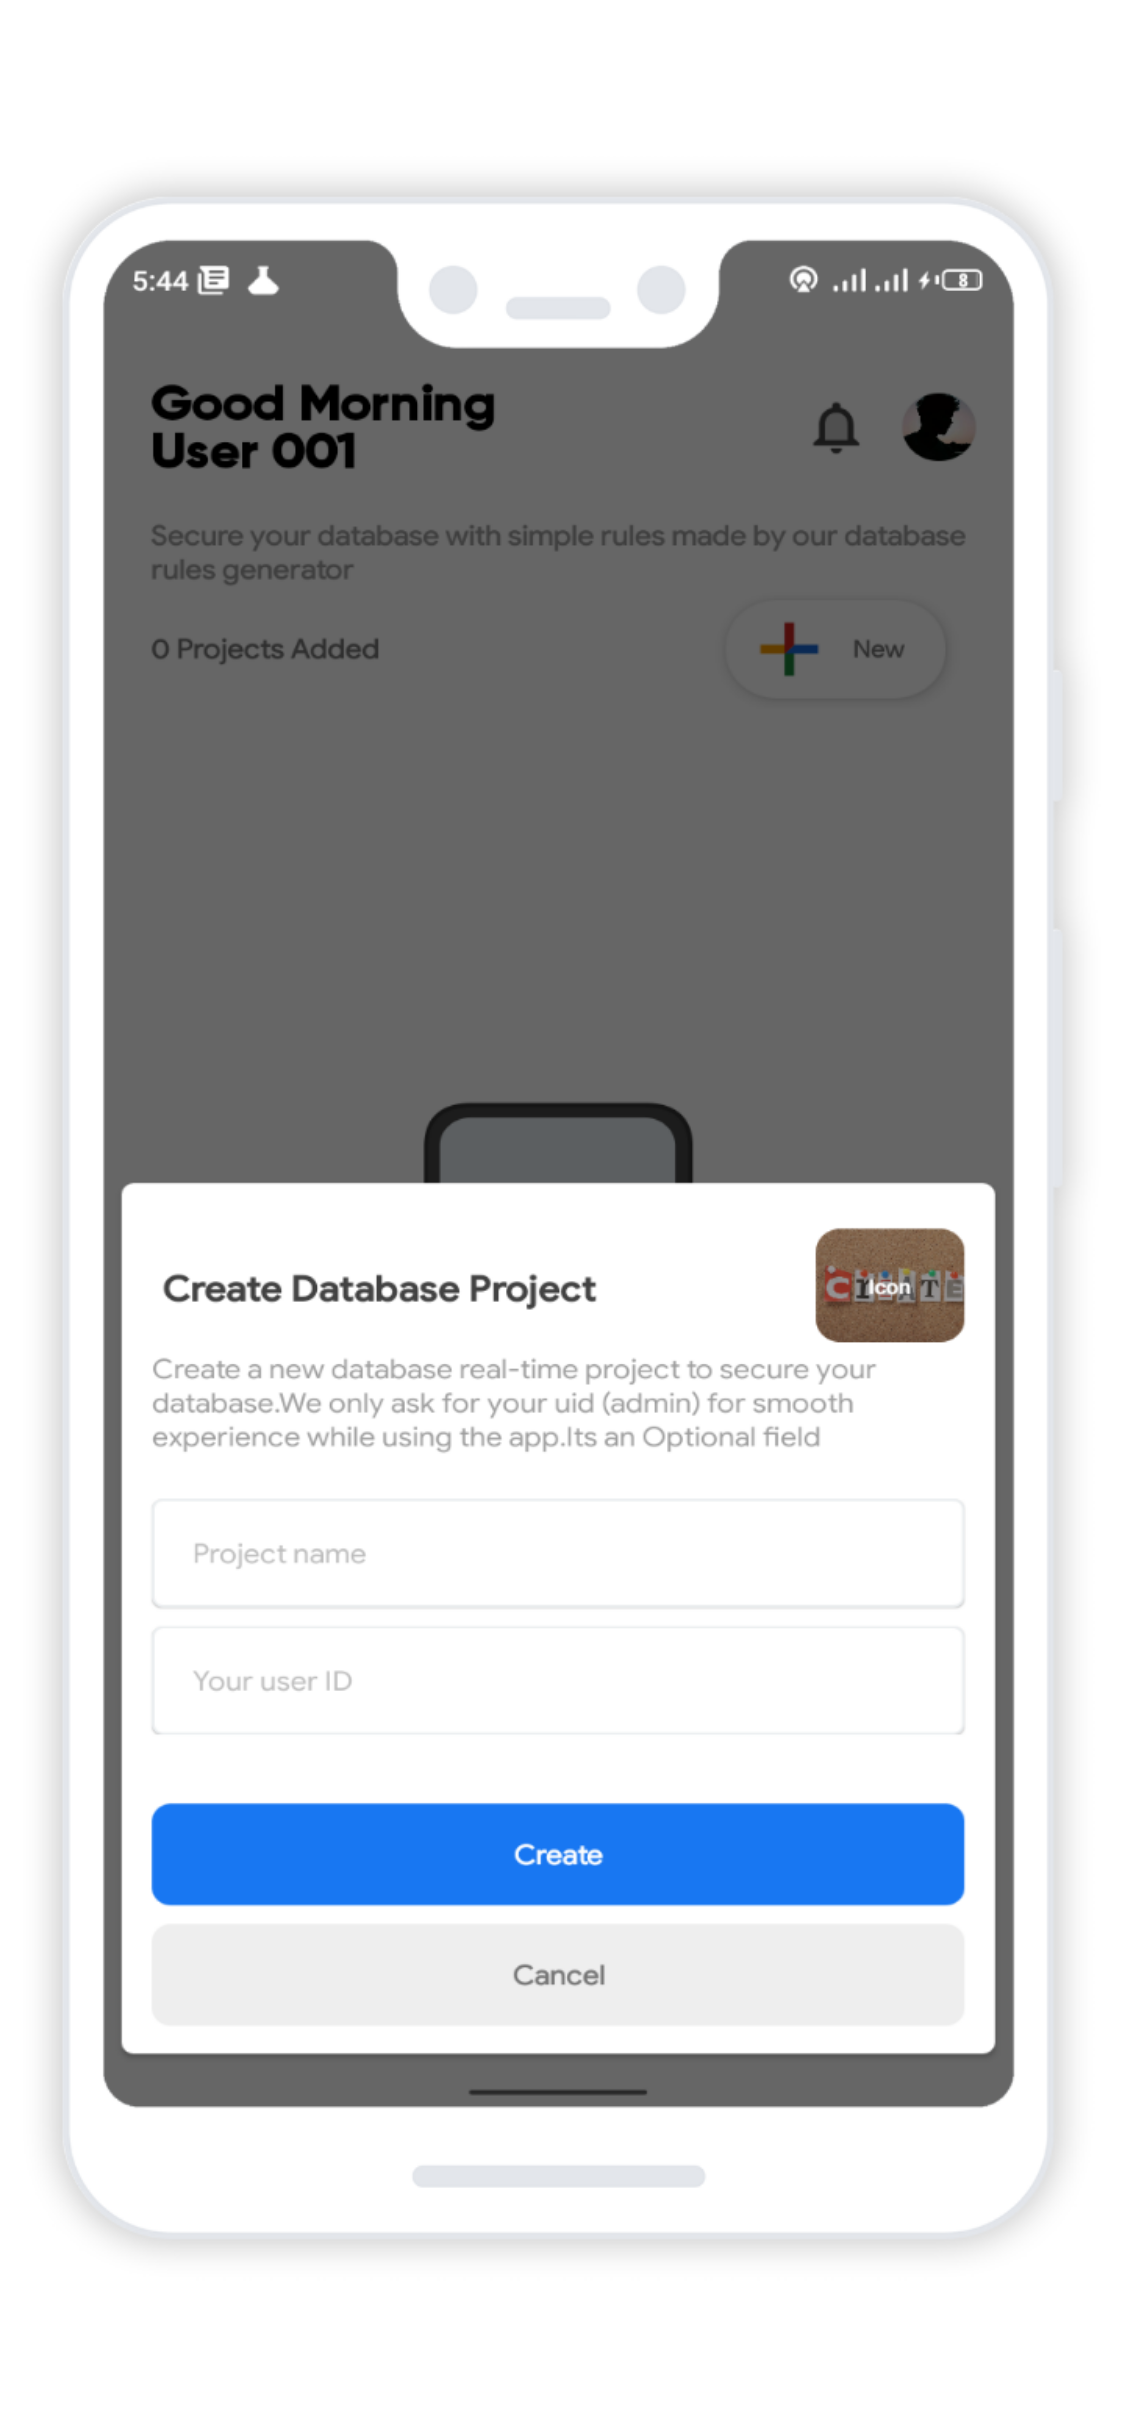 5:44
8
Good Morning
User 001
Secure your database with simple rules made by our database
rules generator
0 Projects Added
New
Create Database Project
CREATE
Icon
Create a new database real-time project to secure your
database.We only ask for your uid (admin) for smooth
experience while using the app.Its an Optional field
Project name
Your user ID
Create
Cancel